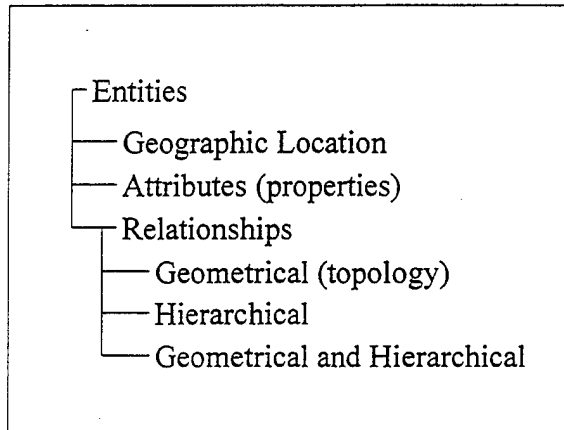 Entities
Geographic Location
Attributes (properties)
Relationships
Geometrical (topology)
Hierarchical
Geometrical and Hierarchical